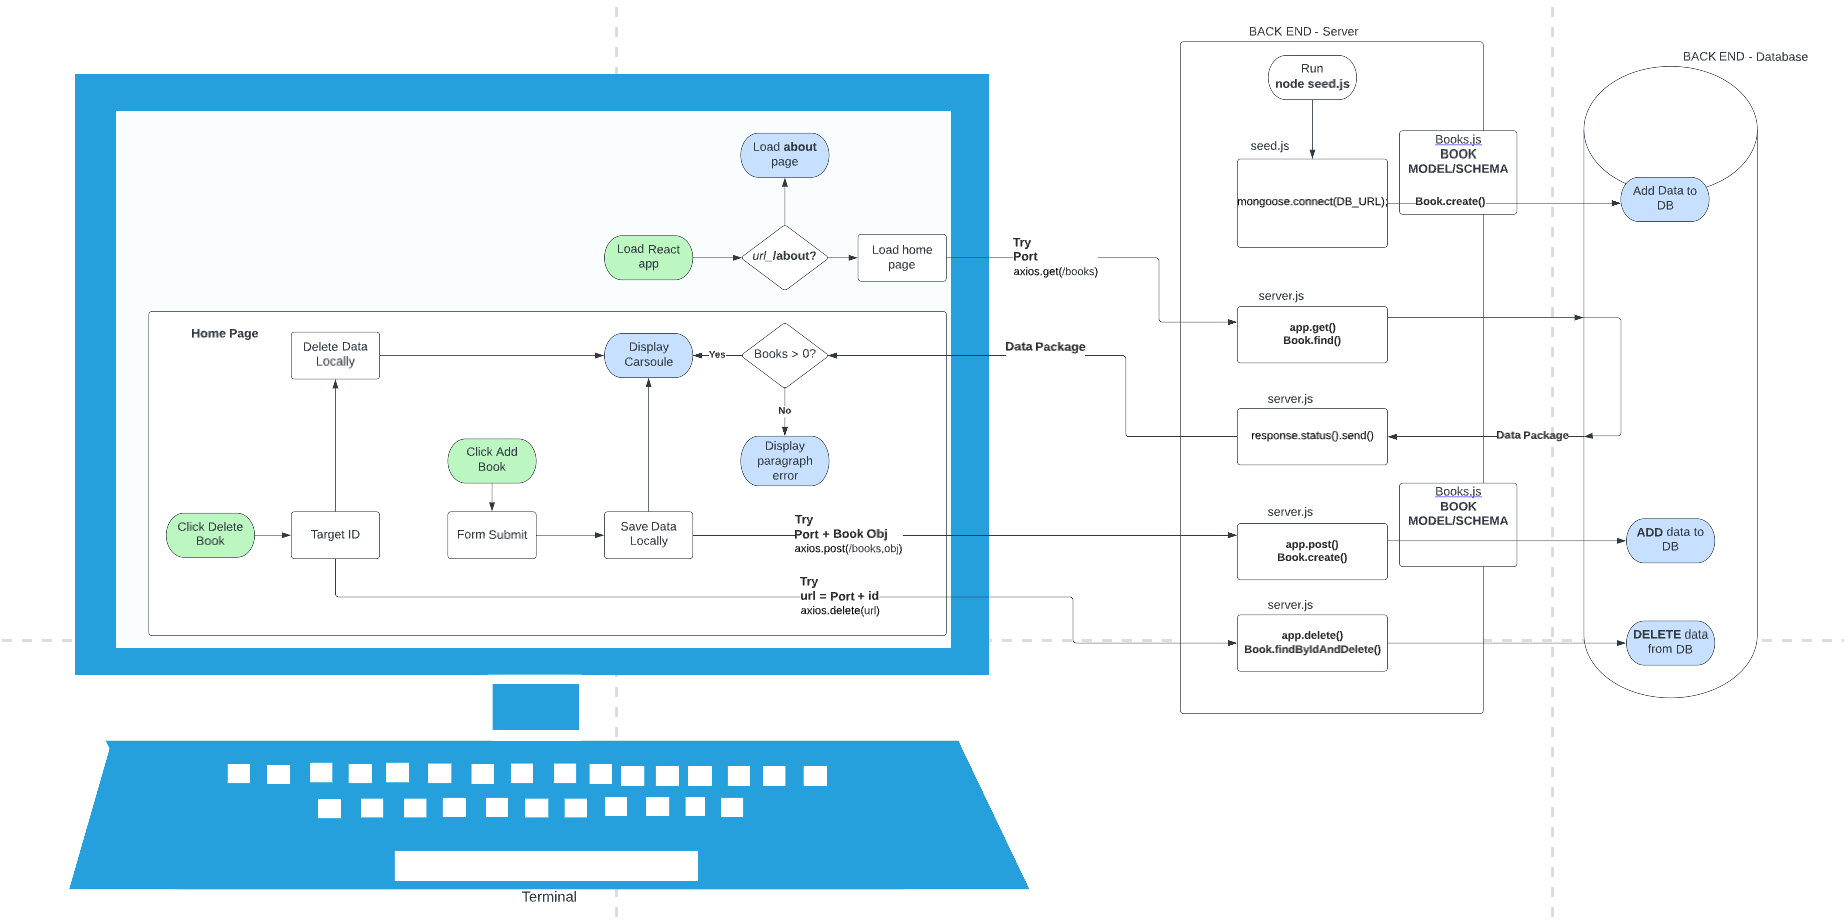 BACK END - Server
BACK END - Database
Run
node seed.js
seed.js
Books.js
BOOK
MODEL/SCHEMA
mongoose.connect(DB_URL);
Book.create()
Add Data to
DB
Load about
page
Load React
app
url_/about?
Load home
page
Try
Port
axios.get(/books)
server.js
app.get()
Book.find()
Home Page
Delete Data
Locally
Display
Carsoule
Yes
Books > 0?
Data Package
No
Display
paragraph
error
server.js
response.status().send()
Data Package
Click Add
Book
Click Delete
Book
Target ID
Form Submit
Save Data
Locally
Try
Port + Book Obj
axios.post(/books,obj)
server.js
app.post()
Book.create()
Books.js
BOOK
MODEL/SCHEMA
ADD data to
DB
Try
url = Port + id
axios.delete(url)
server.js
app.delete()
Book.findByIdAndDelete()
DELETE data
from DB
Terminal